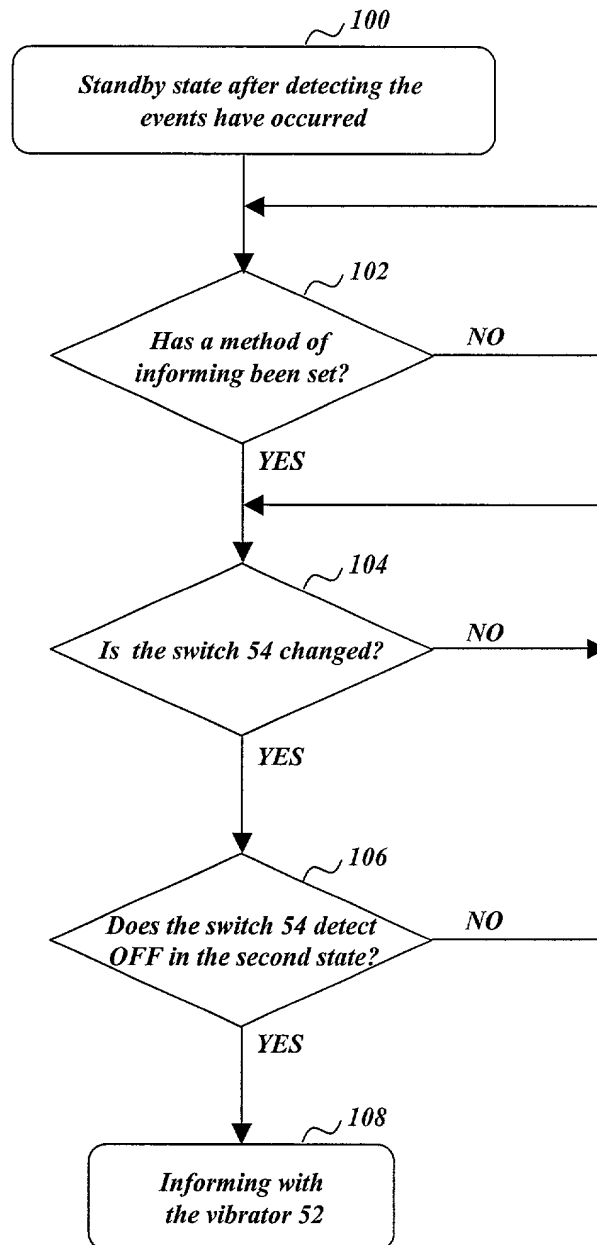 100
Standby state after detecting the
events have occurred
102
Has a method of
informing been set?
NO
YES
104
Is the switch 54 changed?
NO
YES
106
Does the switch 54 detect
OFF in the second state?
NO
YES
108
Informing with
the vibrator 52